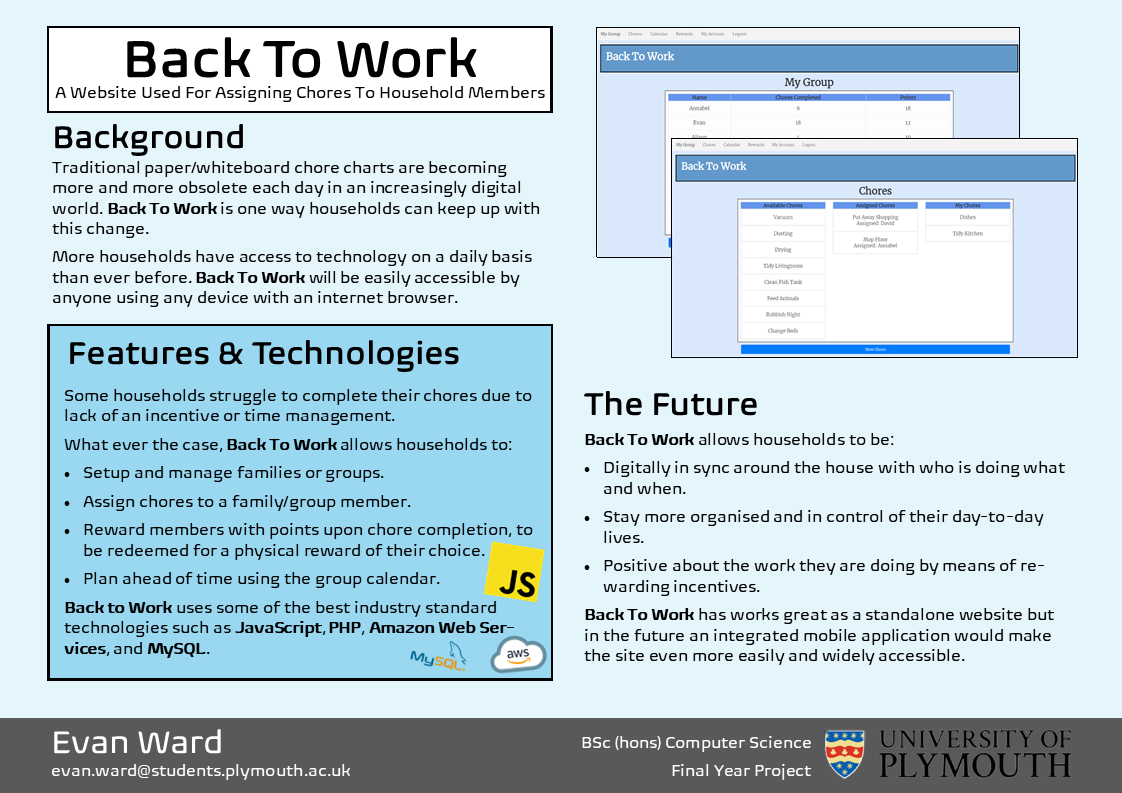 Back To Work
A Website Used For Assigning Chores To Household Members
Background
Traditional paper/whiteboard chore charts are becoming
more and more obsolete each day in an increasingly digital
world. Back To Work is one way households can keep up with
this change.
More households have access to technology on a daily basis
than ever before. Back To Work will be easily accessible by
anyone using any device with an internet browser.
Features & Technologies
Some households struggle to complete their chores due to
lack of an incentive or time management.
What ever the case, Back To Work allows households to:
• Setup and manage families or groups.
• Assign chores to a family/group member.
• Reward members with points upon chore completion, to
be redeemed for a physical reward of their choice.
• Plan ahead of time using the group calendar.
JS
Back to Work uses some of the best industry standard
technologies such as JavaScript, PHP, Amazon Web Ser-
vices, and MySQL.
MySQL
aws
My Group Chores Calendar Rewards My Account Logout
Back To Work
My Group
Name Chores Completed Points
Annabel 6 18
Evan 18 12
My Group Chores Calendar Rewards My Account Logout
Back To Work
Chores
Available Chores Assigned Chores My Chores
Vacuum
Dusting
Drying
Tidy Livingroom
Clean Fish Tank
Feed Animals
Rubbish Night
Change Beds
Put Away Shopping
Assigned: David
Mop Floor
Assigned: Annabel
Dishes
Tidy Kitchen
New Chore
The Future
Back To Work allows households to be:
• Digitally in sync around the house with who is doing what
and when.
• Stay more organised and in control of their day-to-day
lives.
• Positive about the work they are doing by means of re-
warding incentives.
Back To Work has works great as a standalone website but
in the future an integrated mobile application would make
the site even more easily and widely accessible.
Evan Ward
evan.ward@students.plymouth.ac.uk
BSc (hons) Computer Science
Final Year Project
UNIVERSITY OF
PLYMOUTH